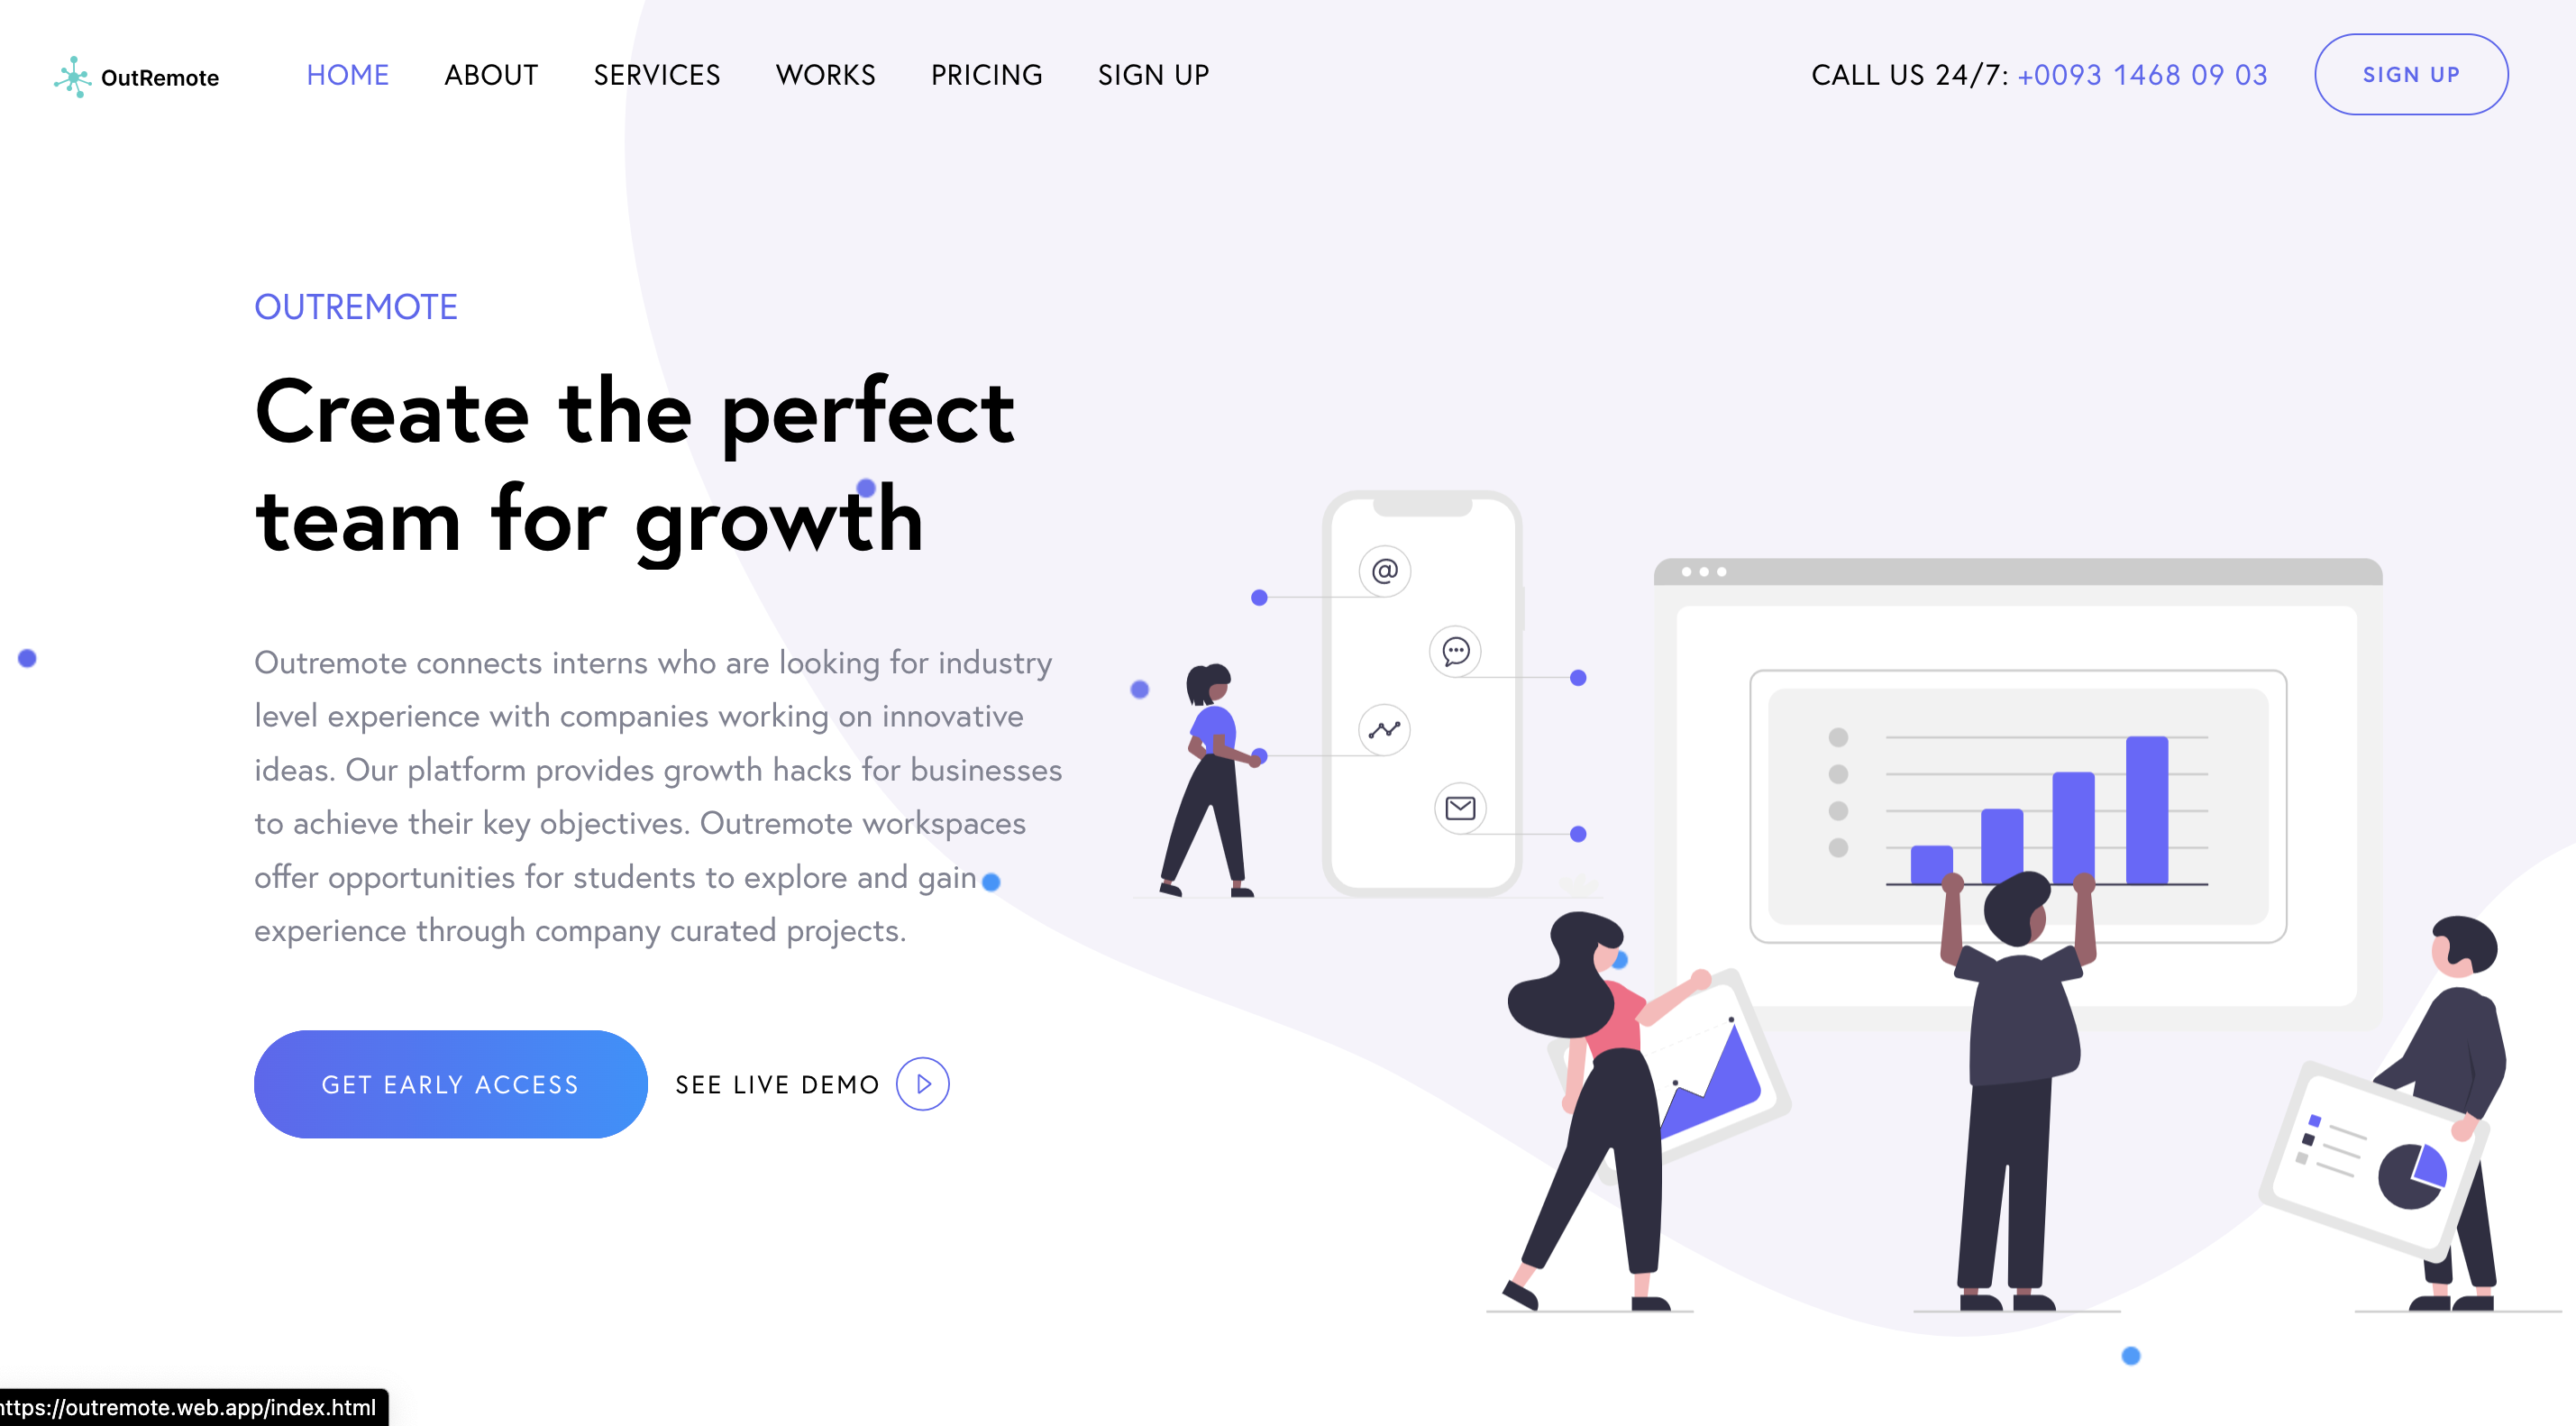 OutRemote
HOME ABOUT SERVICES WORKS PRICING SIGN UP
CALL US 24/7: +0093 1468 09 03
SIGN UP
OUTREMOTE
Create the perfect
team for growth
Outremote connects interns who are looking for industry
level experience with companies working on innovative
ideas. Our platform provides growth hacks for businesses
to achieve their key objectives. Outremote workspaces
offer opportunities for students to explore and gain
experience through company curated projects.
@
GET EARLY ACCESS
SEE LIVE DEMO
https://outremote.web.app/index.html